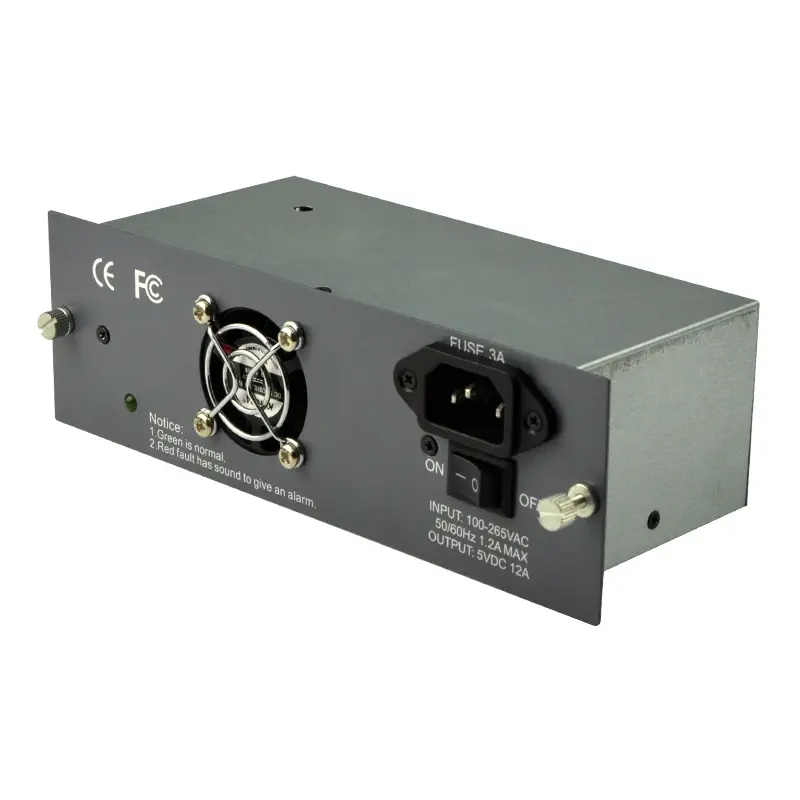 CE FC
FUSE 3A
Notice:
1.Green is normal.
2.Red fault has sound to give an alarm.
ON
— O
INPUT: 100-265VAC
50/60Hz 1.2A MAX
OUTPUT: 5VDC 12A